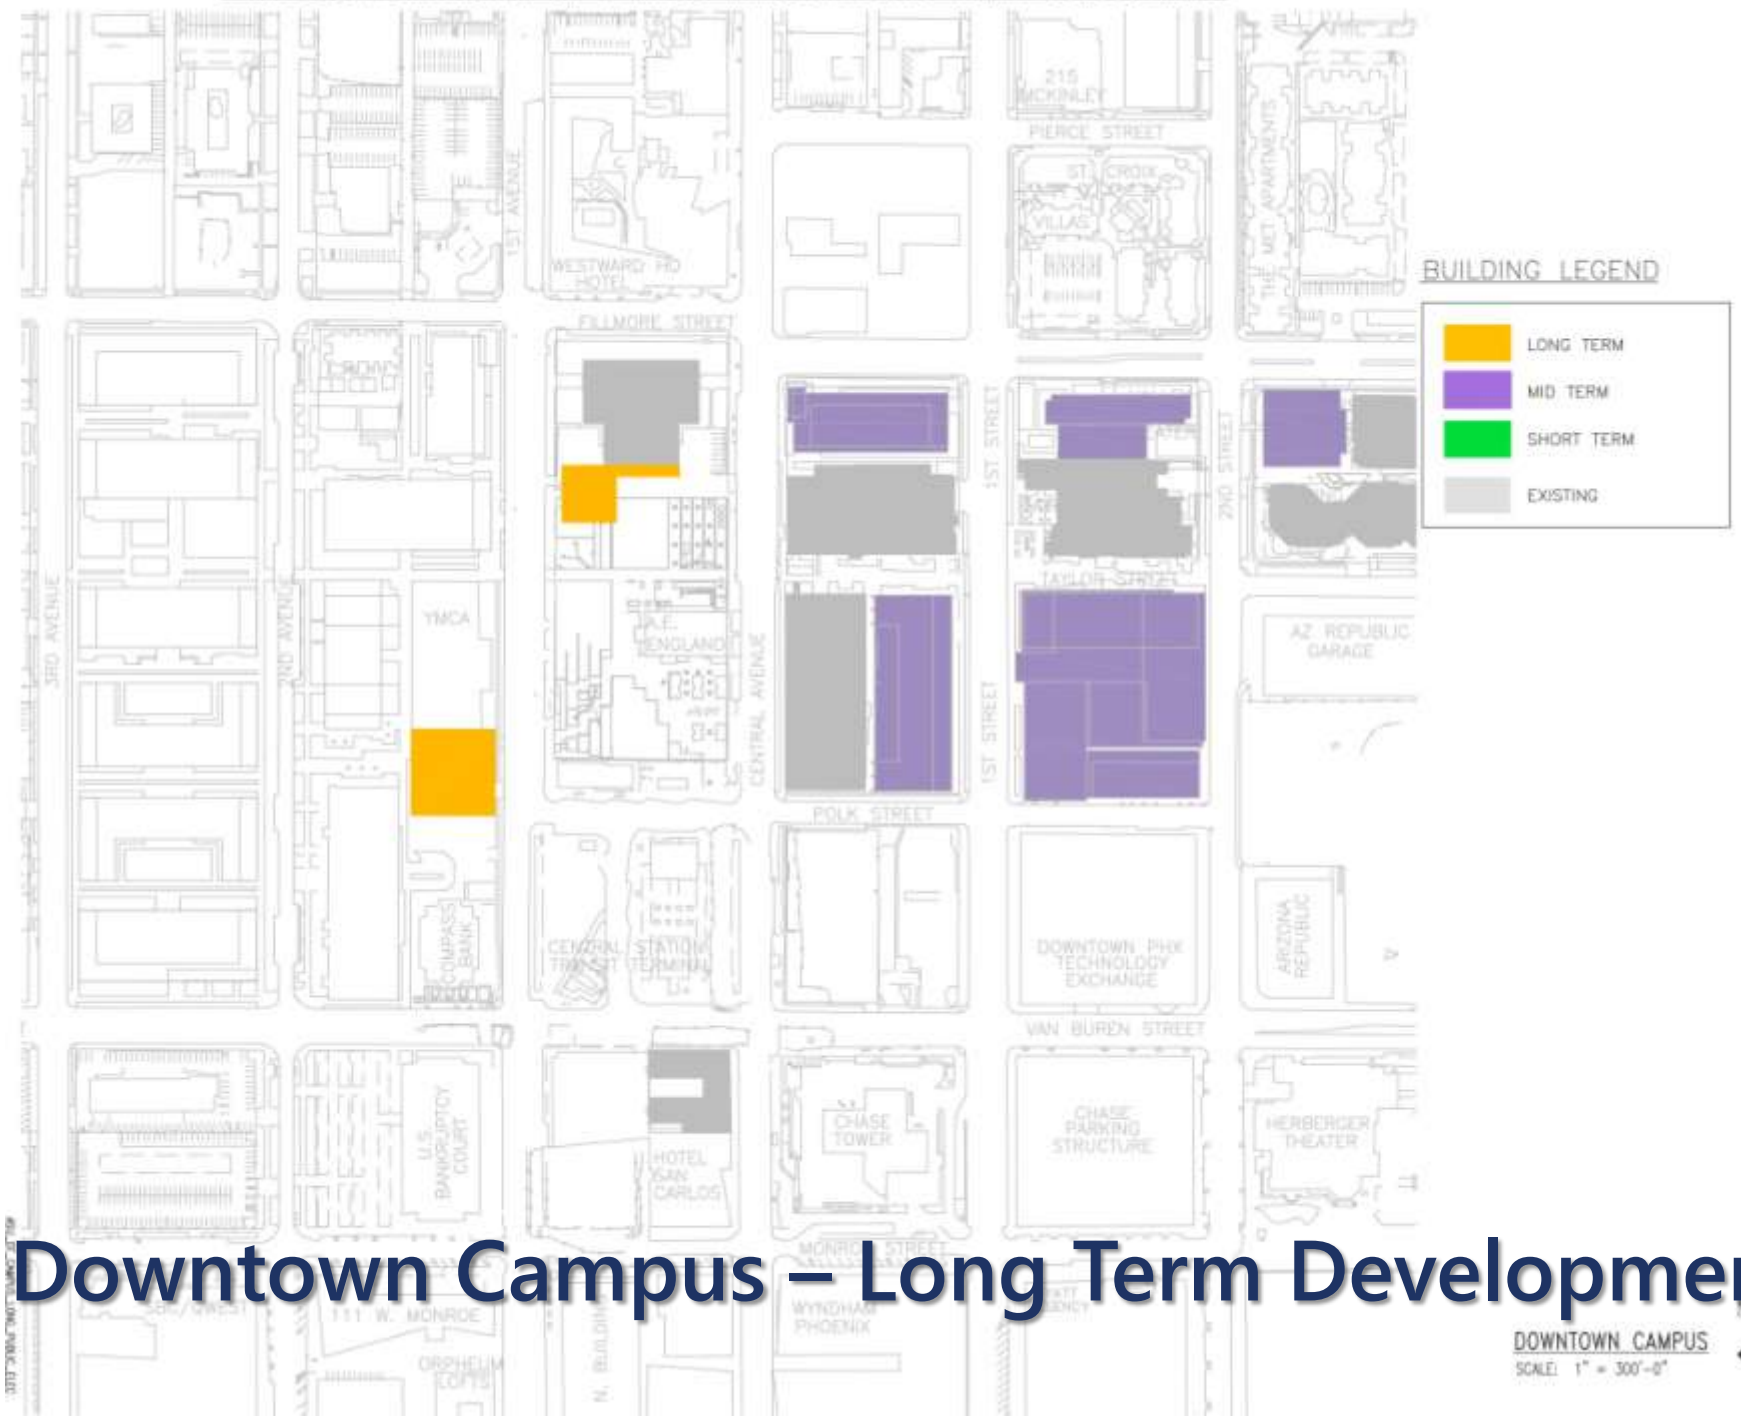 215
MCKINLEY
PIERCE STREET
ST. CROIX
VILLAS
THE MET APARTMENTS
1ST AVENUE
WESTWARD HO
HOTEL
FILLMORE STREET
BUILDING LEGEND
LONG TERM
MID TERM
SHORT TERM
EXISTING
1ST STREET
2ND STREET
TAYLOR STREET
3RD AVENUE
2ND AVENUE
YMCA
A.E.
ENGLAND
CENTRAL AVENUE
1ST STREET
AZ. REPUBLIC
GARAGE
POLK STREET
COMPASS
BANK
CENTRAL STATION
TRANSIT TERMINAL
DOWNTOWN PHX
TECHNOLOGY
EXCHANGE
ARIZONA
REPUBLIC
VAN BUREN STREET
U.S.
BANKRUPTCY
COURT
HOTEL
SAN
CARLOS
CHASE
TOWER
CHASE
PARKING
STRUCTURE
HERBERGER
THEATER
MONROE STREET
Downtown Campus – Long Term Developmen
SBC/QWEST
111 W. MONROE
ORPHEUM
LOFTS
N. BUILDING
WYNDHAM
PHOENIX
DOWNTOWN CAMPUS
SCALE: 1" = 300'-0"